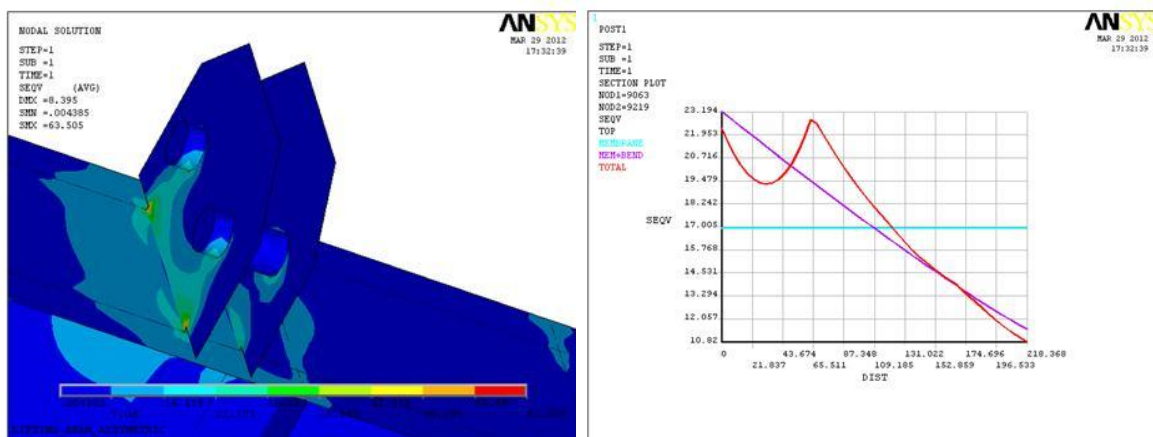 ANSYS
MAR 29 2012
17:32:39
NODAL SOLUTION
STEP=1
SUB =1
TIME=1
SEQV (AVG)
DMX =8.395
SMN =.004385
SMX =63.505
1
POST1
STEP=1
SUB =1
TIME=1
SECTION PLOT
NOD1=9063
NOD2=9219
SEQV
TOP
MEMBRANE
MEM+BEND
TOTAL
ANSYS
MAR 29 2012
17:32:39
23.194
21.953
20.716
19.479
18.242
17.005
15.768
14.531
13.294
12.057
10.82
SEQV
0
43.674
87.348
131.022
174.696
218.368
21.837
65.511
109.185
152.859
196.533
DIST